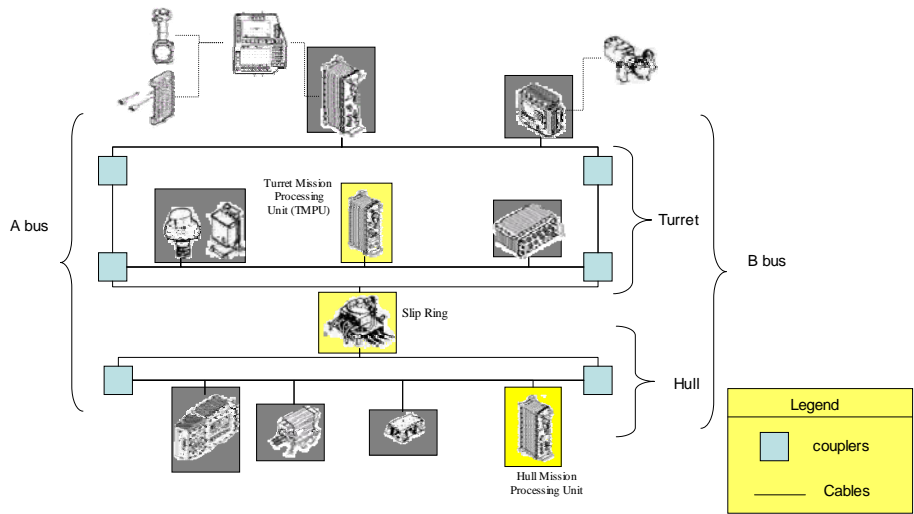 Turret Mission
Processing
Unit (TMPU)
A bus
Turret
B bus
Slip Ring
Hull
Hull Mission
Processing Unit
Legend
couplers
Cables